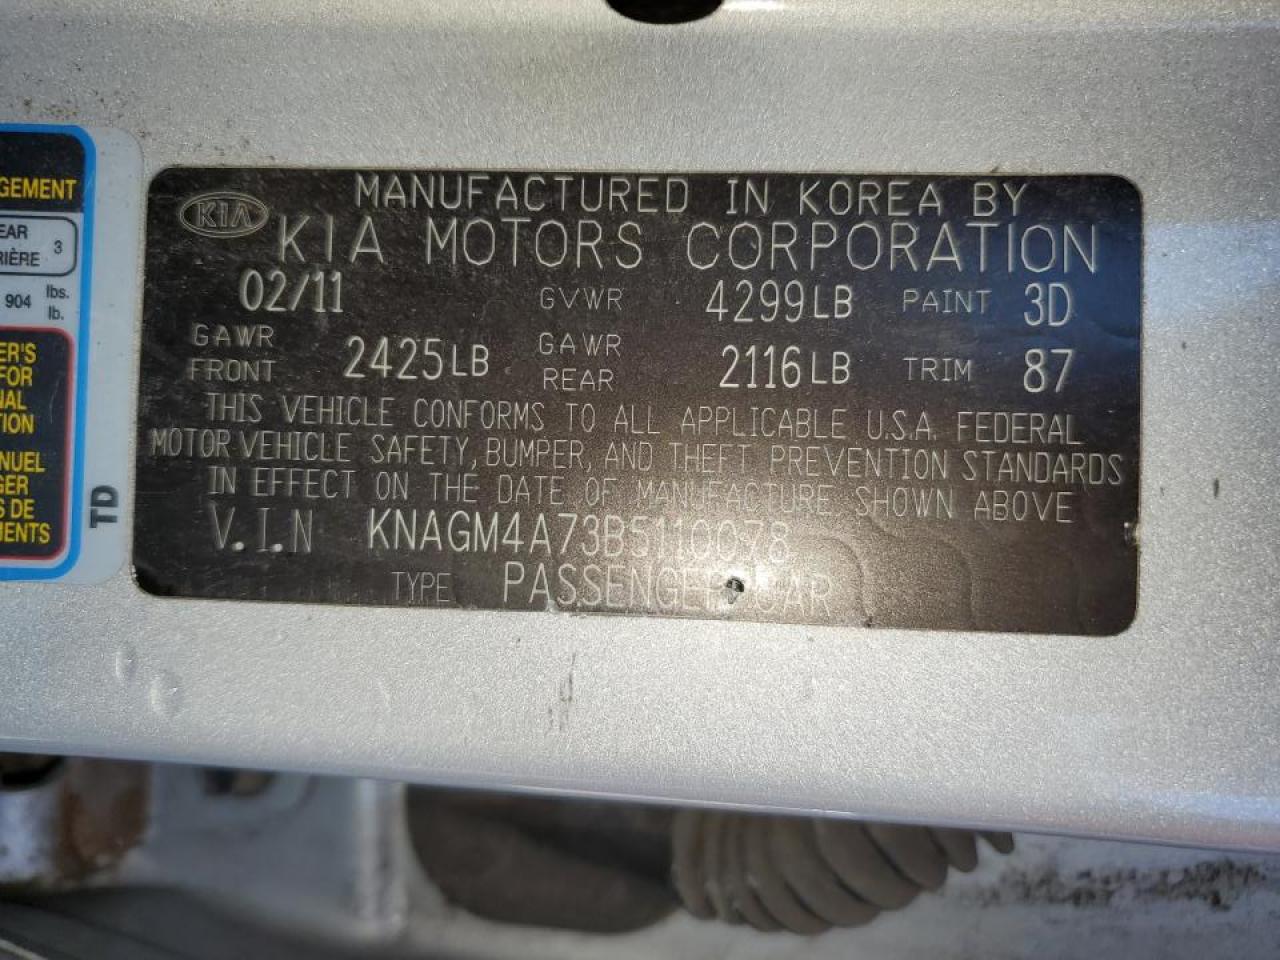 GEMENT
EAR
RIÈRE 3
904 lbs.
lb.
ER'S
FOR
NAL
TION
NUEL
GER
S DE
MENTS
TD
KIA
MANUFACTURED IN KOREA BY
KIA MOTORS CORPORATION
02/11 GVWR 4299LB PAINT 3D
GAWR FRONT 2425LB GAWR REAR 2116LB TRIM 87
THIS VEHICLE CONFORMS TO ALL APPLICABLE U.S.A. FEDERAL
MOTOR VEHICLE SAFETY, BUMPER, AND THEFT PREVENTION STANDARDS
IN EFFECT ON THE DATE OF MANUFACTURE SHOWN ABOVE
V.I.N KNAGM4A73B5110078
TYPE PASSENGER CAR